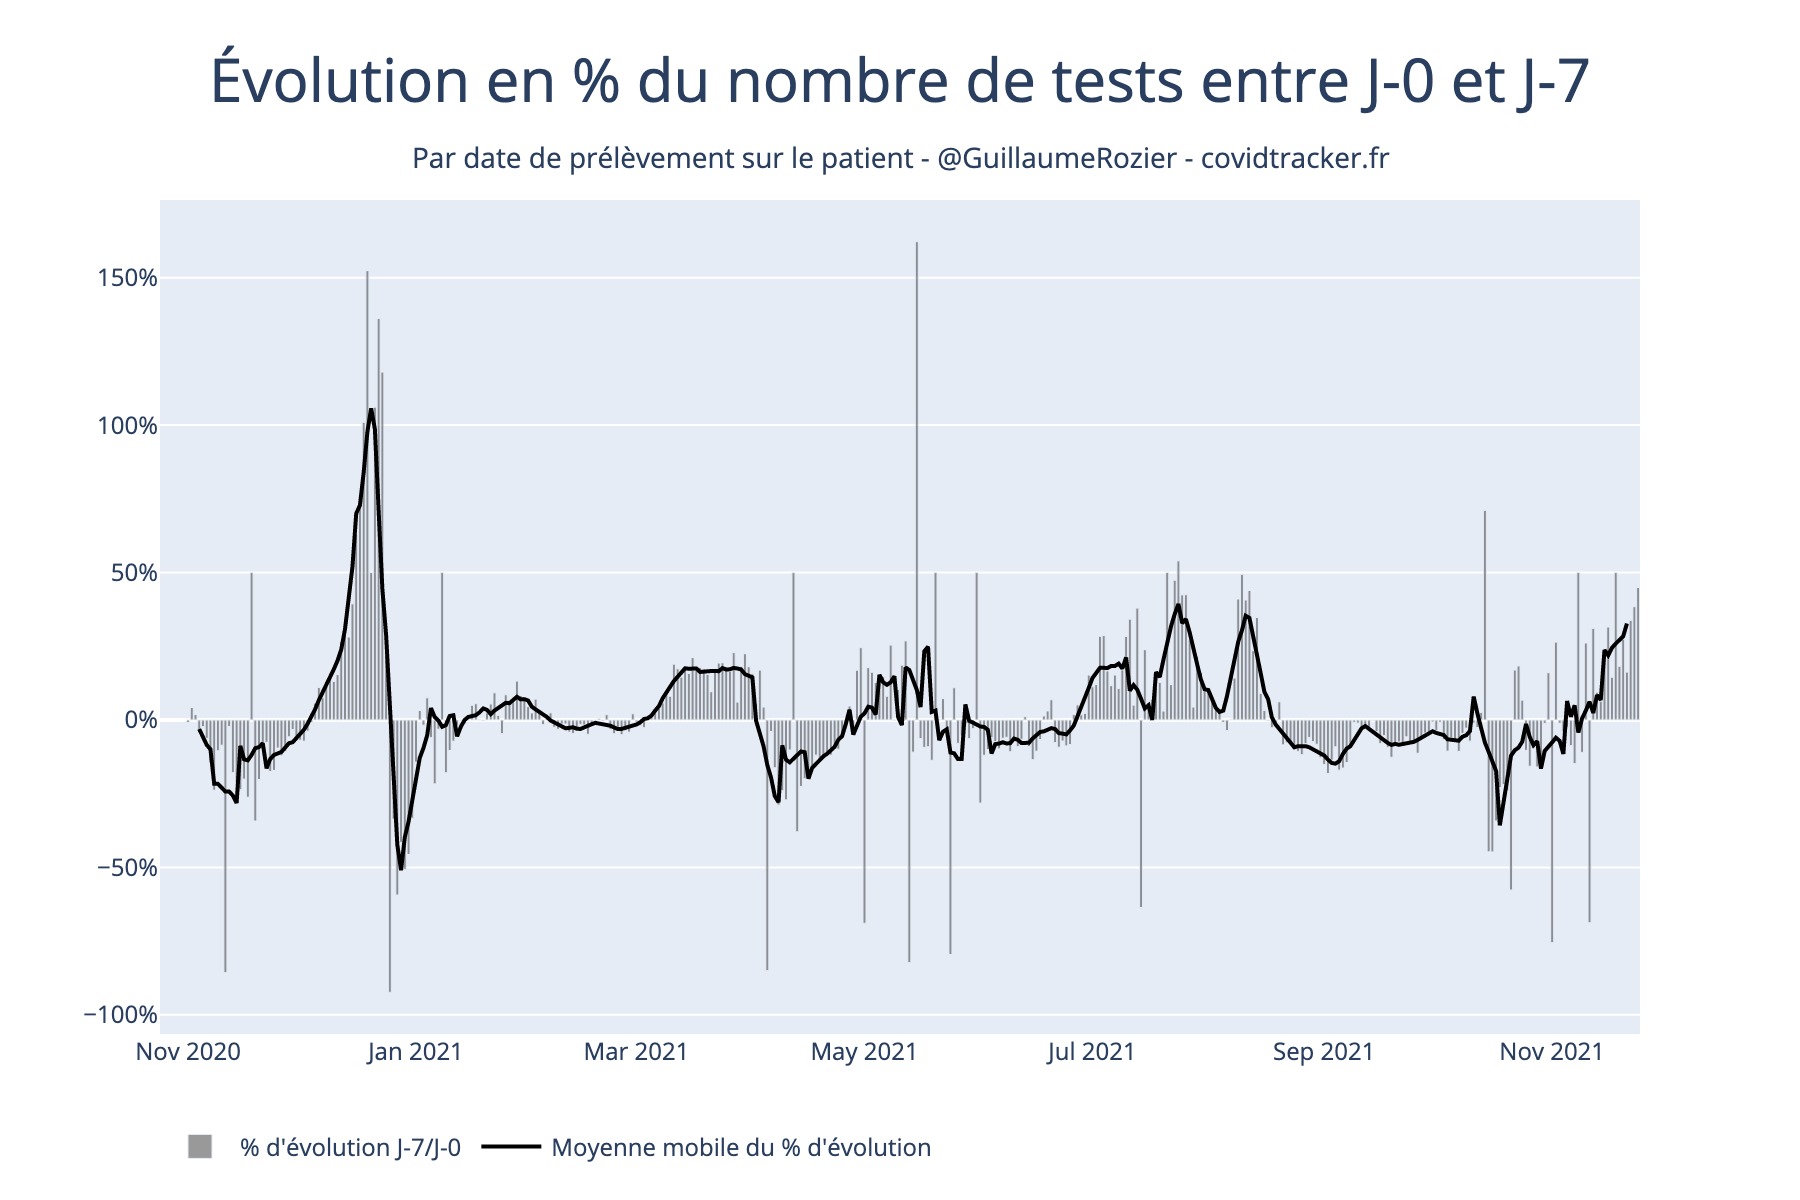 Évolution en % du nombre de tests entre J-0 et J-7
Par date de prélèvement sur le patient - @GuillaumeRozier - covidtracker.fr
150%
100%
50%
0%
−50%
−100%
Nov 2020 Jan 2021 Mar 2021 May 2021 Jul 2021 Sep 2021 Nov 2021
% d'évolution J-7/J-0 Moyenne mobile du % d'évolution